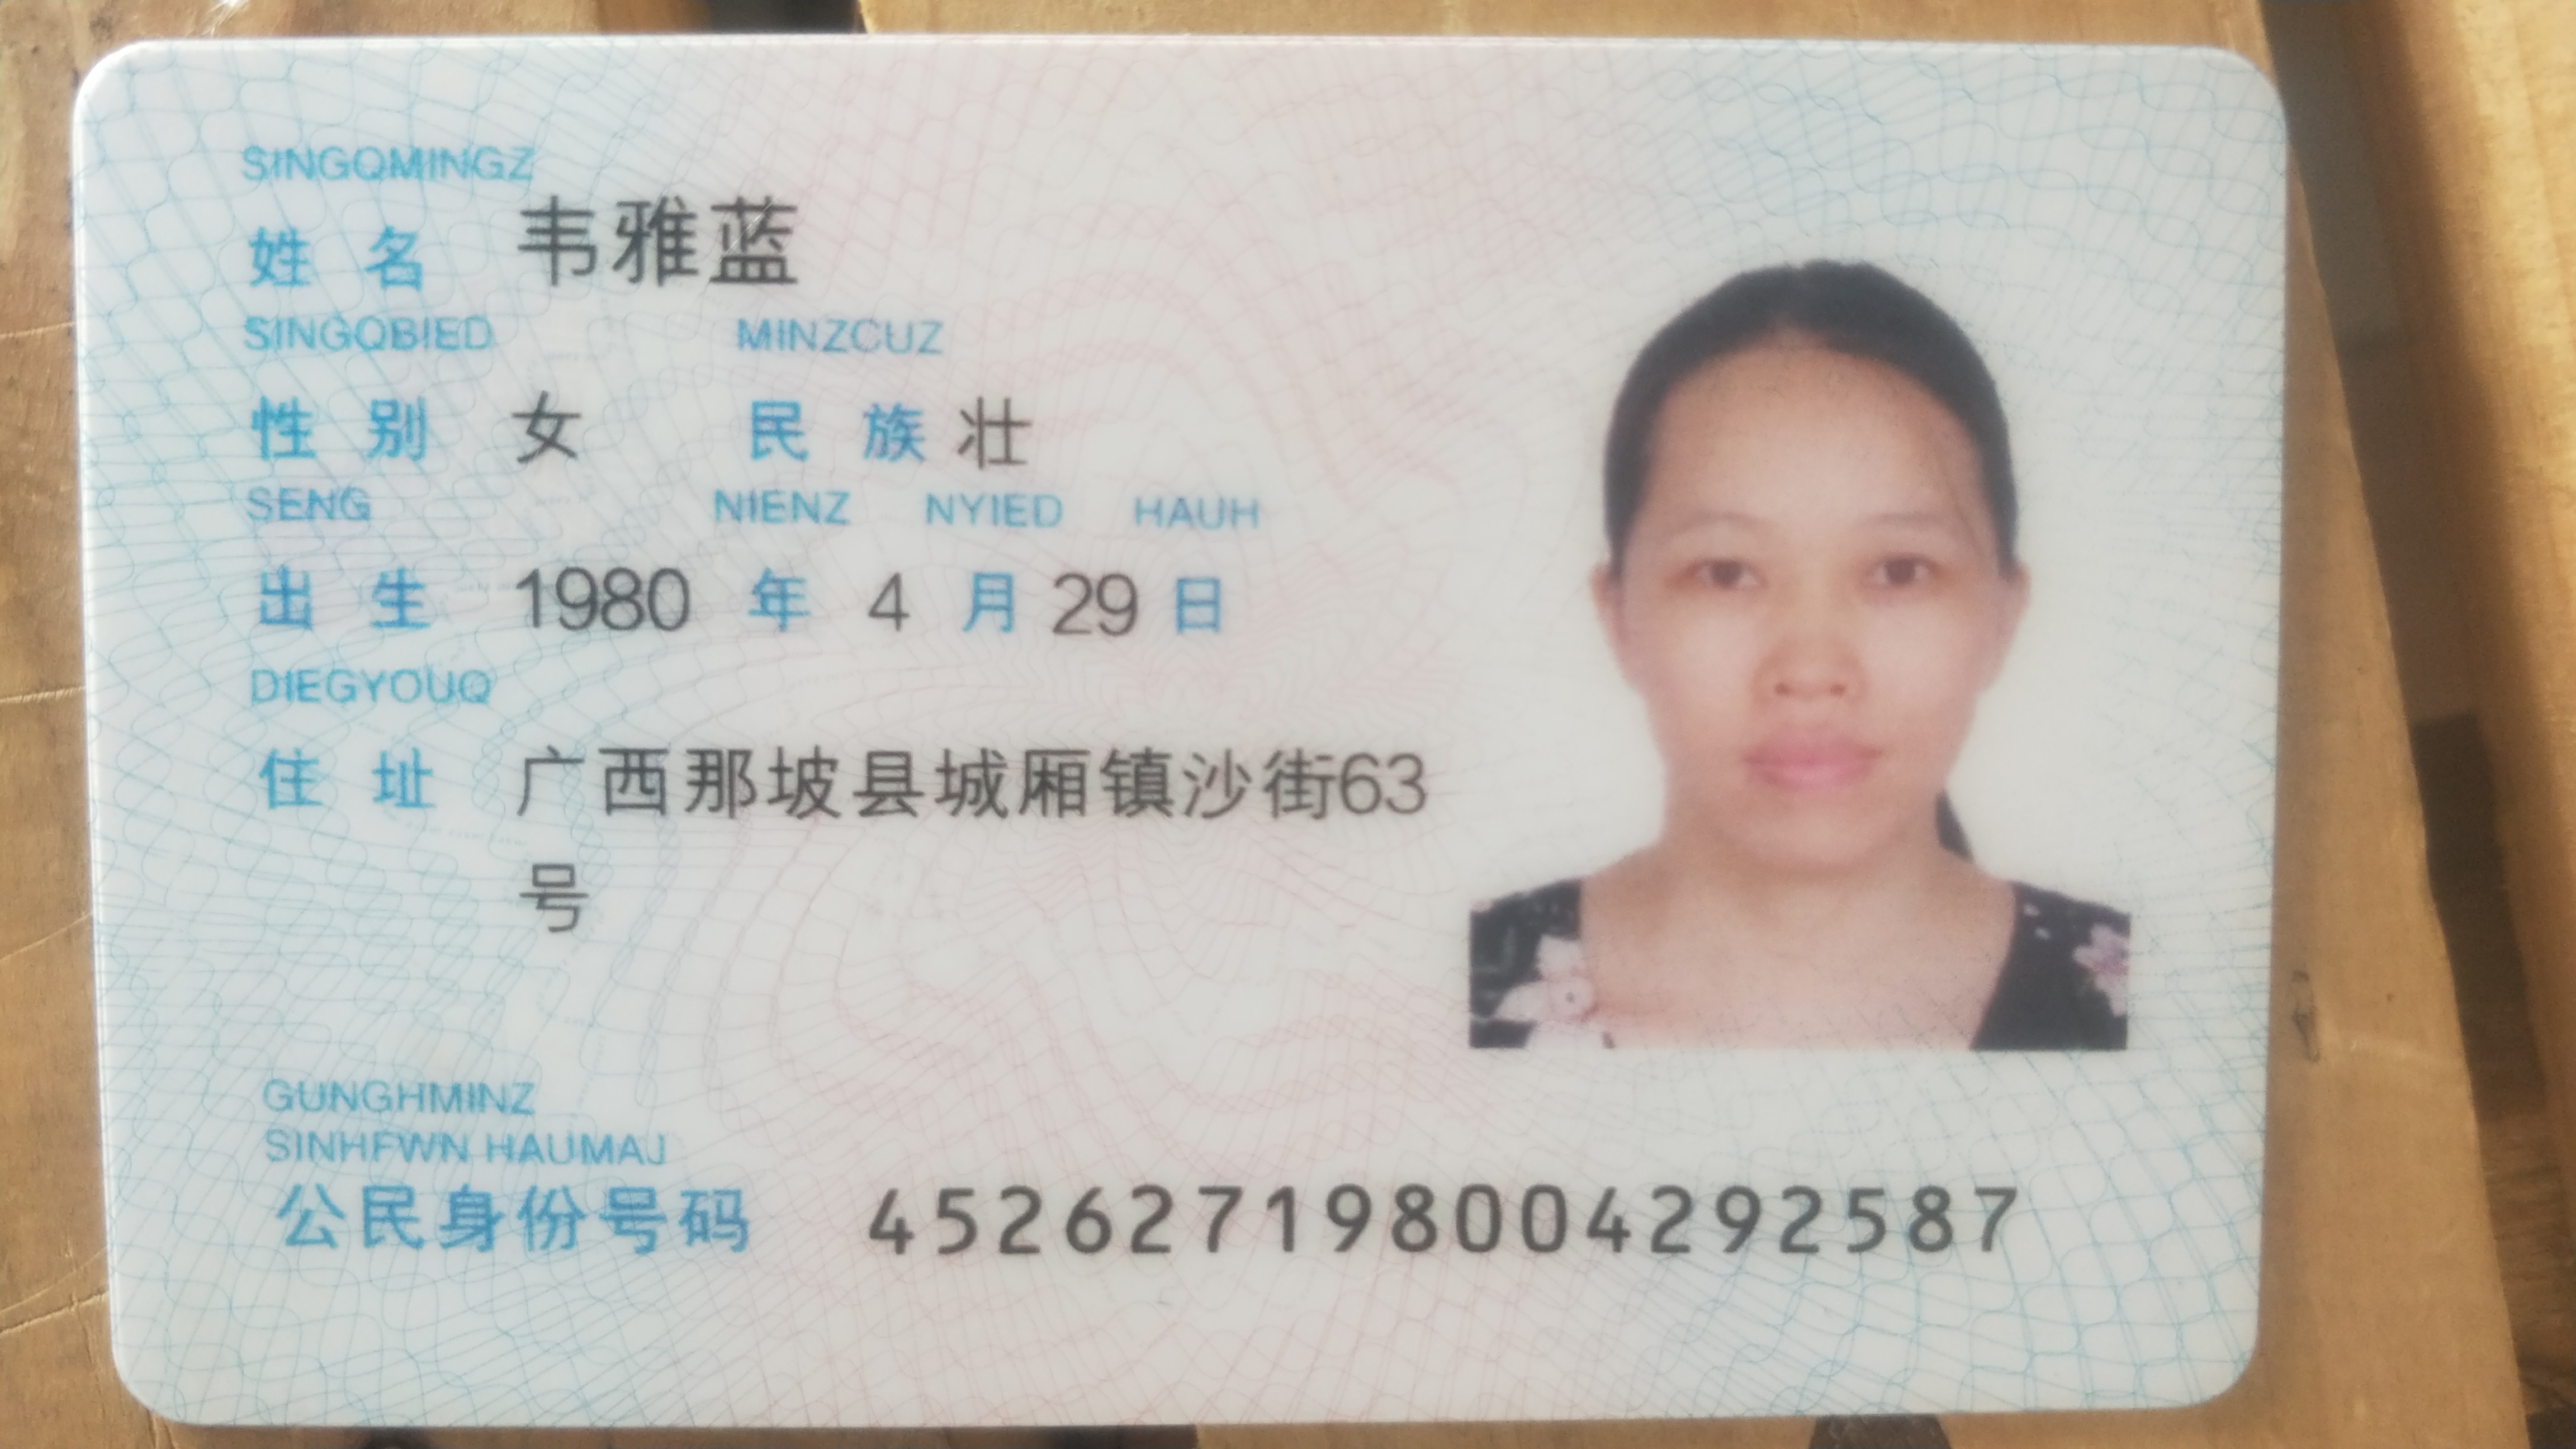 SINGQMINGZ
姓名 韦雅蓝
SINGQBIED MINZCUZ
性别 女 民族 壮
SENG NIENZ NYIED HAUH
出生 1980 年 4 月 29 日
DIEGYOUQ
住址 广西那坡县城厢镇沙街63
号
GUNGHMINZ
SINHFWN HAUMAJ
公民身份号码 452627198004292587